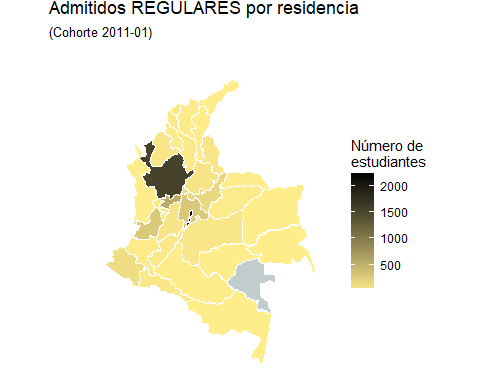 Admitidos REGULARES por residencia
(Cohorte 2011-01)
Número de
estudiantes
2000
1500
1000
500